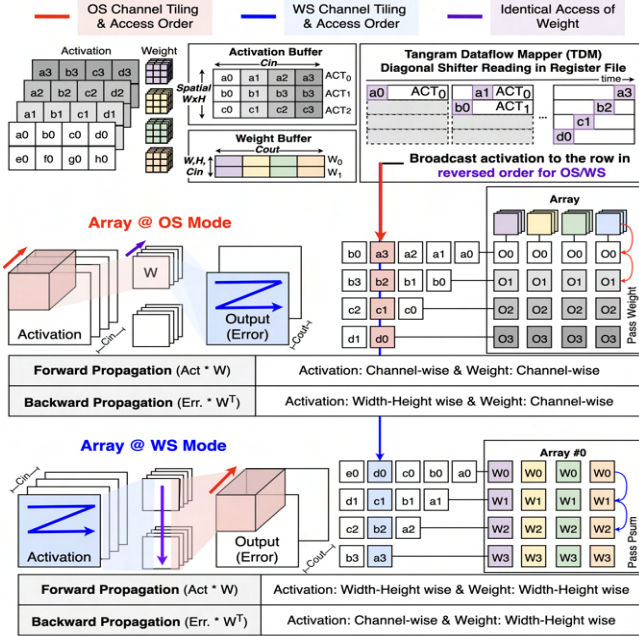 OS Channel Tiling
& Access Order
WS Channel Tiling
& Access Order
Identical Access of
Weight
Activation
Weight
a3 b3 c3 d3
a2 b2 c2 d2
a1 b1 c1 d1
a0 b0 c0 d0
e0 f0 g0 h0
Activation Buffer
Cin
Spatial
WxH
a0 a1 a2 a3 ACT0
b0 b1 b2 b3 ACT1
c0 c1 c2 c3 ACT2
Weight Buffer
Cout
W,H,
Cin
W0
W1
Tangram Dataflow Mapper (TDM)
Diagonal Shifter Reading in Register File
time
a0 ACT0
a1 ACT0
b0 ACT1
...
a3
b2
c1
d0
Broadcast activation to the row in
reversed order for OS/WS
Array @ OS Mode
Activation
Cin
W
Output
(Error)
Cout
Array
b0 a3 a2 a1 a0 O0 O0 O0 O0
b3 b2 b1 b0 O1 O1 O1 O1
c2 c1 c0 O2 O2 O2 O2
d1 d0 O3 O3 O3 O3
Pass Weight
Forward Propagation (Act * W) Activation: Channel-wise & Weight: Channel-wise
Backward Propagation (Err. * WT) Activation: Width-Height wise & Weight: Channel-wise
Array @ WS Mode
Cin
Activation
Output
(Error)
Cout
Array #0
e0 d0 c0 b0 a0 W0 W0 W0 W0
d1 c1 b1 a1 W1 W1 W1 W1
c2 b2 a2 W2 W2 W2 W2
b3 a3 W3 W3 W3 W3
Pass Psum
Forward Propagation (Act * W) Activation: Width-Height wise & Weight: Width-Height wise
Backward Propagation (Err. * WT) Activation: Channel-wise & Weight: Width-Height wise